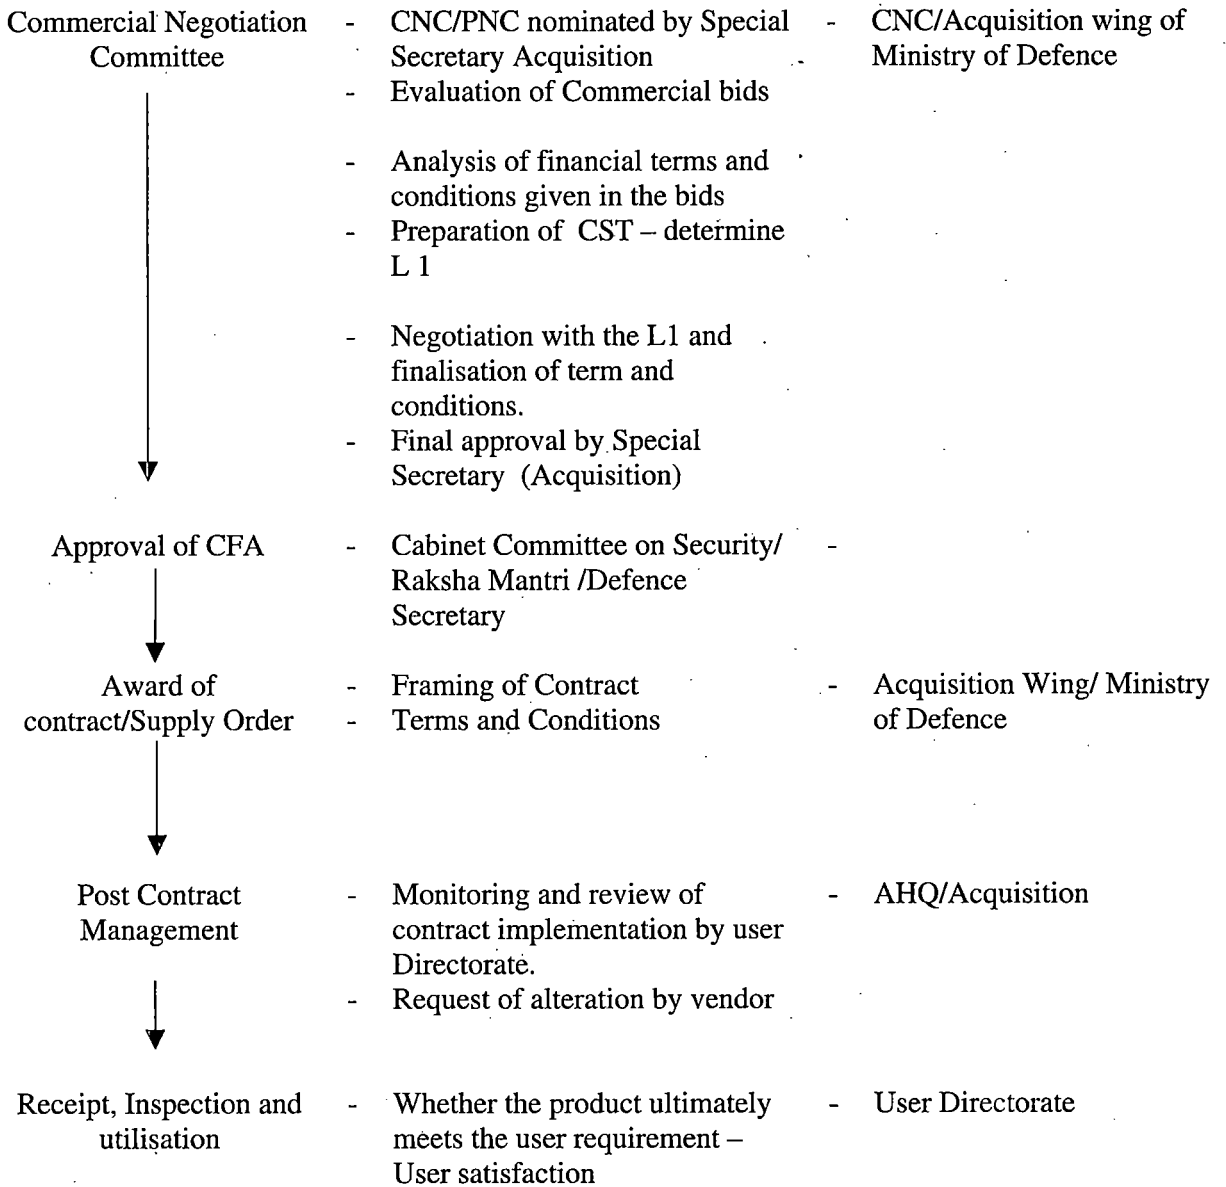 Commercial Negotiation
Committee
- CNC/PNC nominated by Special
Secretary Acquisition
- Evaluation of Commercial bids
- Analysis of financial terms and
conditions given in the bids
- Preparation of CST – determine
L 1
- Negotiation with the L1 and
finalisation of term and
conditions.
- Final approval by Special
Secretary (Acquisition)
- CNC/Acquisition wing of
- Ministry of Defence
Approval of CFA
- Cabinet Committee on Security/
Raksha Mantri /Defence
Secretary
-
Award of
contract/Supply Order
- Framing of Contract
- Terms and Conditions
- Acquisition Wing/ Ministry
of Defence
Post Contract
Management
- Monitoring and review of
contract implementation by user
Directorate.
- Request of alteration by vendor
- AHQ/Acquisition
Receipt, Inspection and
utilisation
- Whether the product ultimately
meets the user requirement –
User satisfaction
- User Directorate